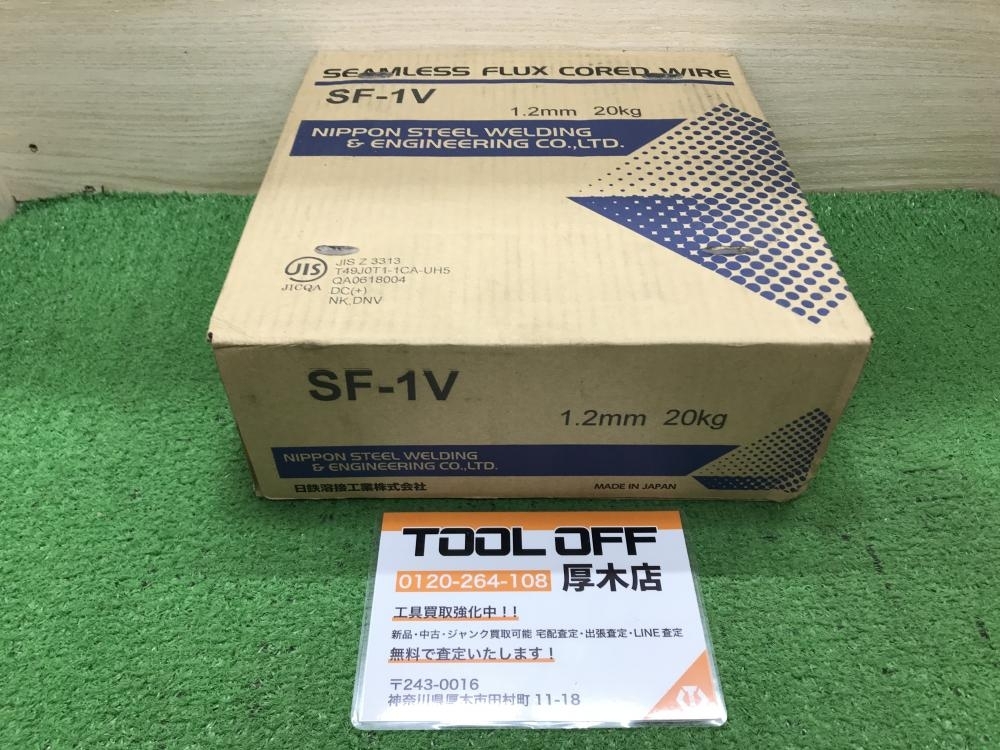 SEAMLESS FLUX CORED WIRE
SF-1V
1.2mm 20kg
NIPPON STEEL WELDING
& ENGINEERING CO.,LTD.
JIS
JICQA
JIS Z 3313
T49J0T1-1CA-UH5
QA0618004
DC(+)
NK,DNV
SF-1V
1.2mm 20kg
NIPPON STEEL WELDING
& ENGINEERING CO.,LTD.
日鉄溶接工業株式会社
MADE IN JAPAN
TOOL OFF
0120-264-108 厚木店
工具買取強化中！！
新品・中古・ジャンク買取可能 宅配査定・出張査定・LINE査定
無料で査定いたします！
〒243-0016
神奈川県厚木市田村町 11-18